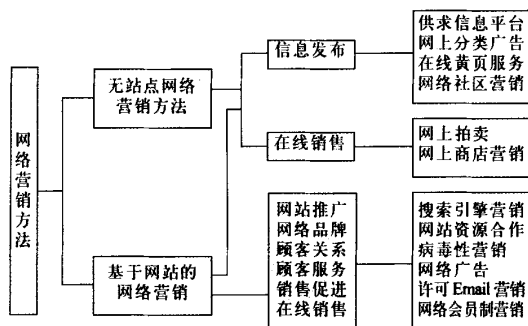 网络营销方法
无站点网络
营销方法
基于网站的
网络营销
信息发布
在线销售
网站推广
网络品牌
顾客关系
顾客服务
销售促进
在线销售
供求信息平台
网上分类广告
在线黄页服务
网络社区营销
网上拍卖
网上商店营销
搜索引擎营销
网站资源合作
病毒性营销
网络广告
许可Email营销
网络会员制营销